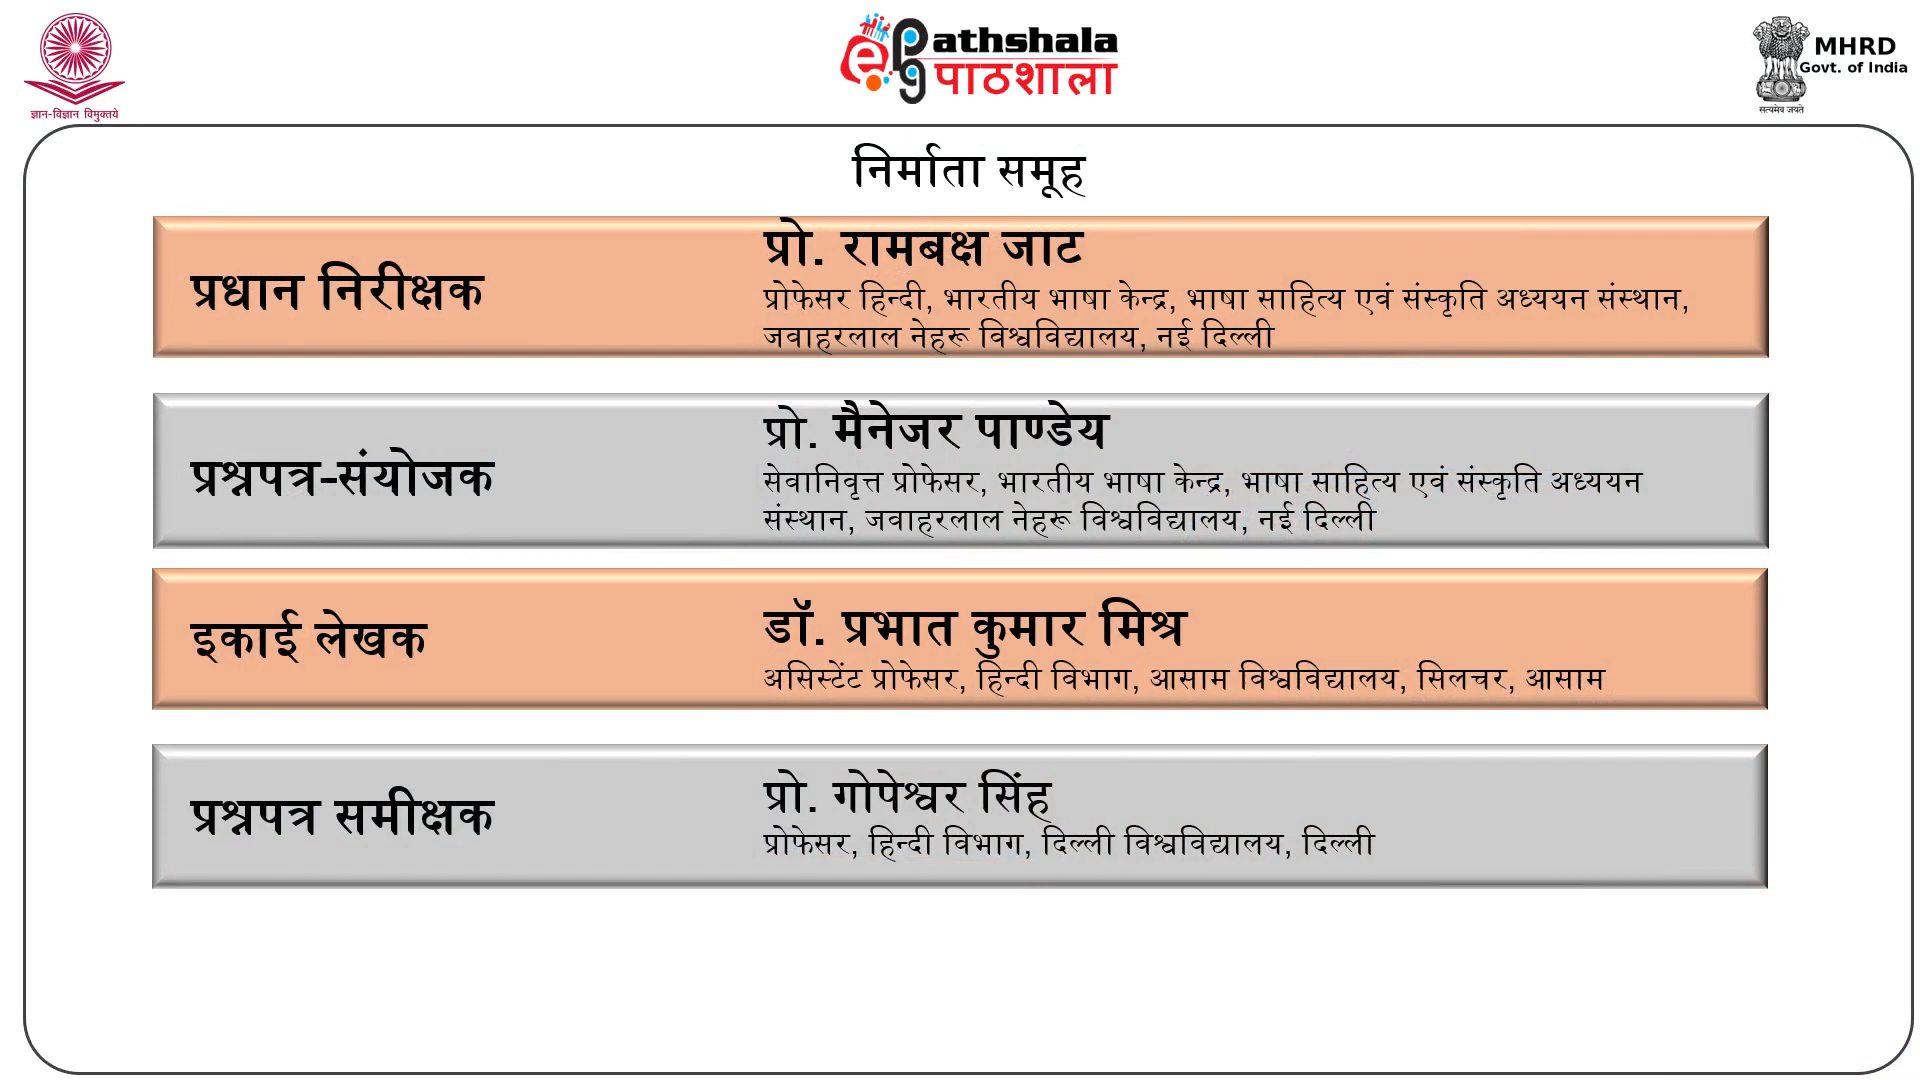 ज्ञान-विज्ञान विमुक्तये
Pathshala
पाठशाला
MHRD
Govt. of India
सत्यमेव जयते
निर्माता समूह
प्रधान निरीक्षक
प्रो. रामबक्ष जाट
प्रोफेसर हिन्दी, भारतीय भाषा केन्द्र, भाषा साहित्य एवं संस्कृति अध्ययन संस्थान,
जवाहरलाल नेहरू विश्वविद्यालय, नई दिल्ली
प्रश्नपत्र-संयोजक
प्रो. मैनेजर पाण्डेय
सेवानिवृत्त प्रोफेसर, भारतीय भाषा केन्द्र, भाषा साहित्य एवं संस्कृति अध्ययन
संस्थान, जवाहरलाल नेहरू विश्वविद्यालय, नई दिल्ली
इकाई लेखक
डॉ. प्रभात कुमार मिश्र
असिस्टेंट प्रोफेसर, हिन्दी विभाग, आसाम विश्वविद्यालय, सिलचर, आसाम
प्रश्नपत्र समीक्षक
प्रो. गोपेश्वर सिंह
प्रोफेसर, हिन्दी विभाग, दिल्ली विश्वविद्यालय, दिल्ली